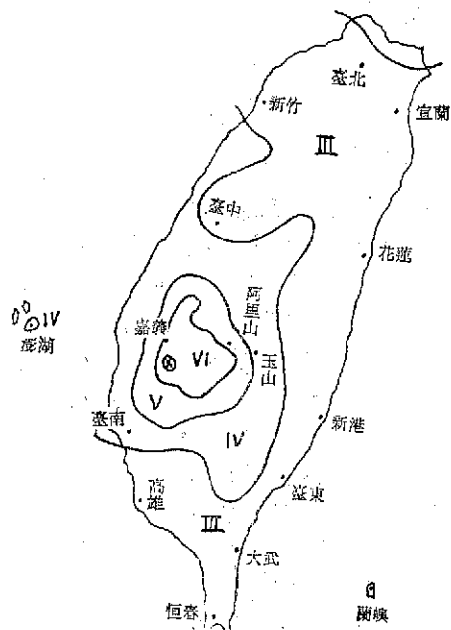 臺北
宜蘭
新竹
III
臺中
花蓮
阿里山
IV
澎湖
嘉義
VI
玉山
V
臺南
新港
IV
臺東
高雄
III
大武
蘭嶼
恒春